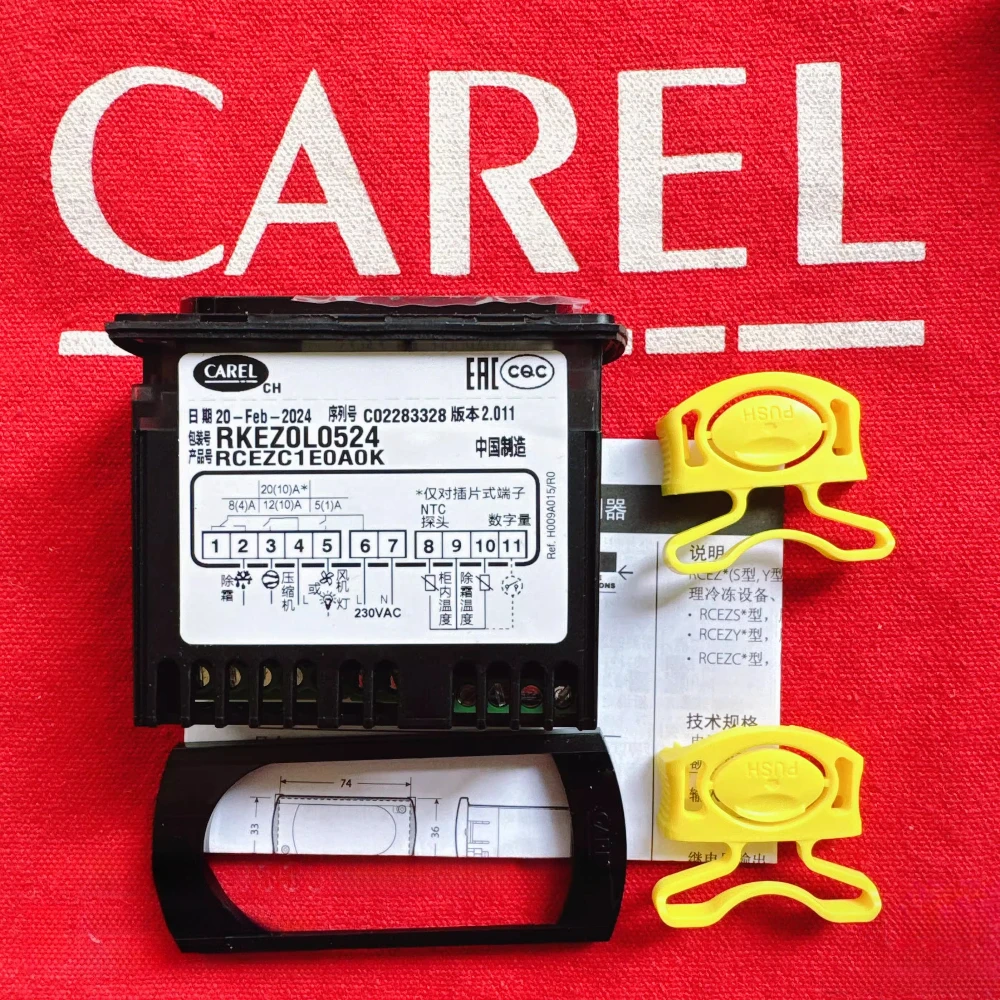 CAREL
CAREL
CH
EAC
CQC
日期 20-Feb-2024 序列号 C02283328 版本 2.011
包装号 RKEZ0L0524
产品号 RCEZC1E0A0K
中国制造
20(10)A*
8(4)A 12(10)A 5(1)A
*仅对插片式端子
NTC
探头
数字量
1 2 3 4 5 6 7 8 9 10 11
除霜
压缩机
L
风机
或
灯
L N
230VAC
柜内温度
除霜温度
Ref. H009A015/R0
PUSH
说明
RCEZ*(S型,Y型
理冷冻设备、
· RCEZS*型,
· RCEZY*型,
· RCEZC*型,
技术规格
PUSH
74
33
36